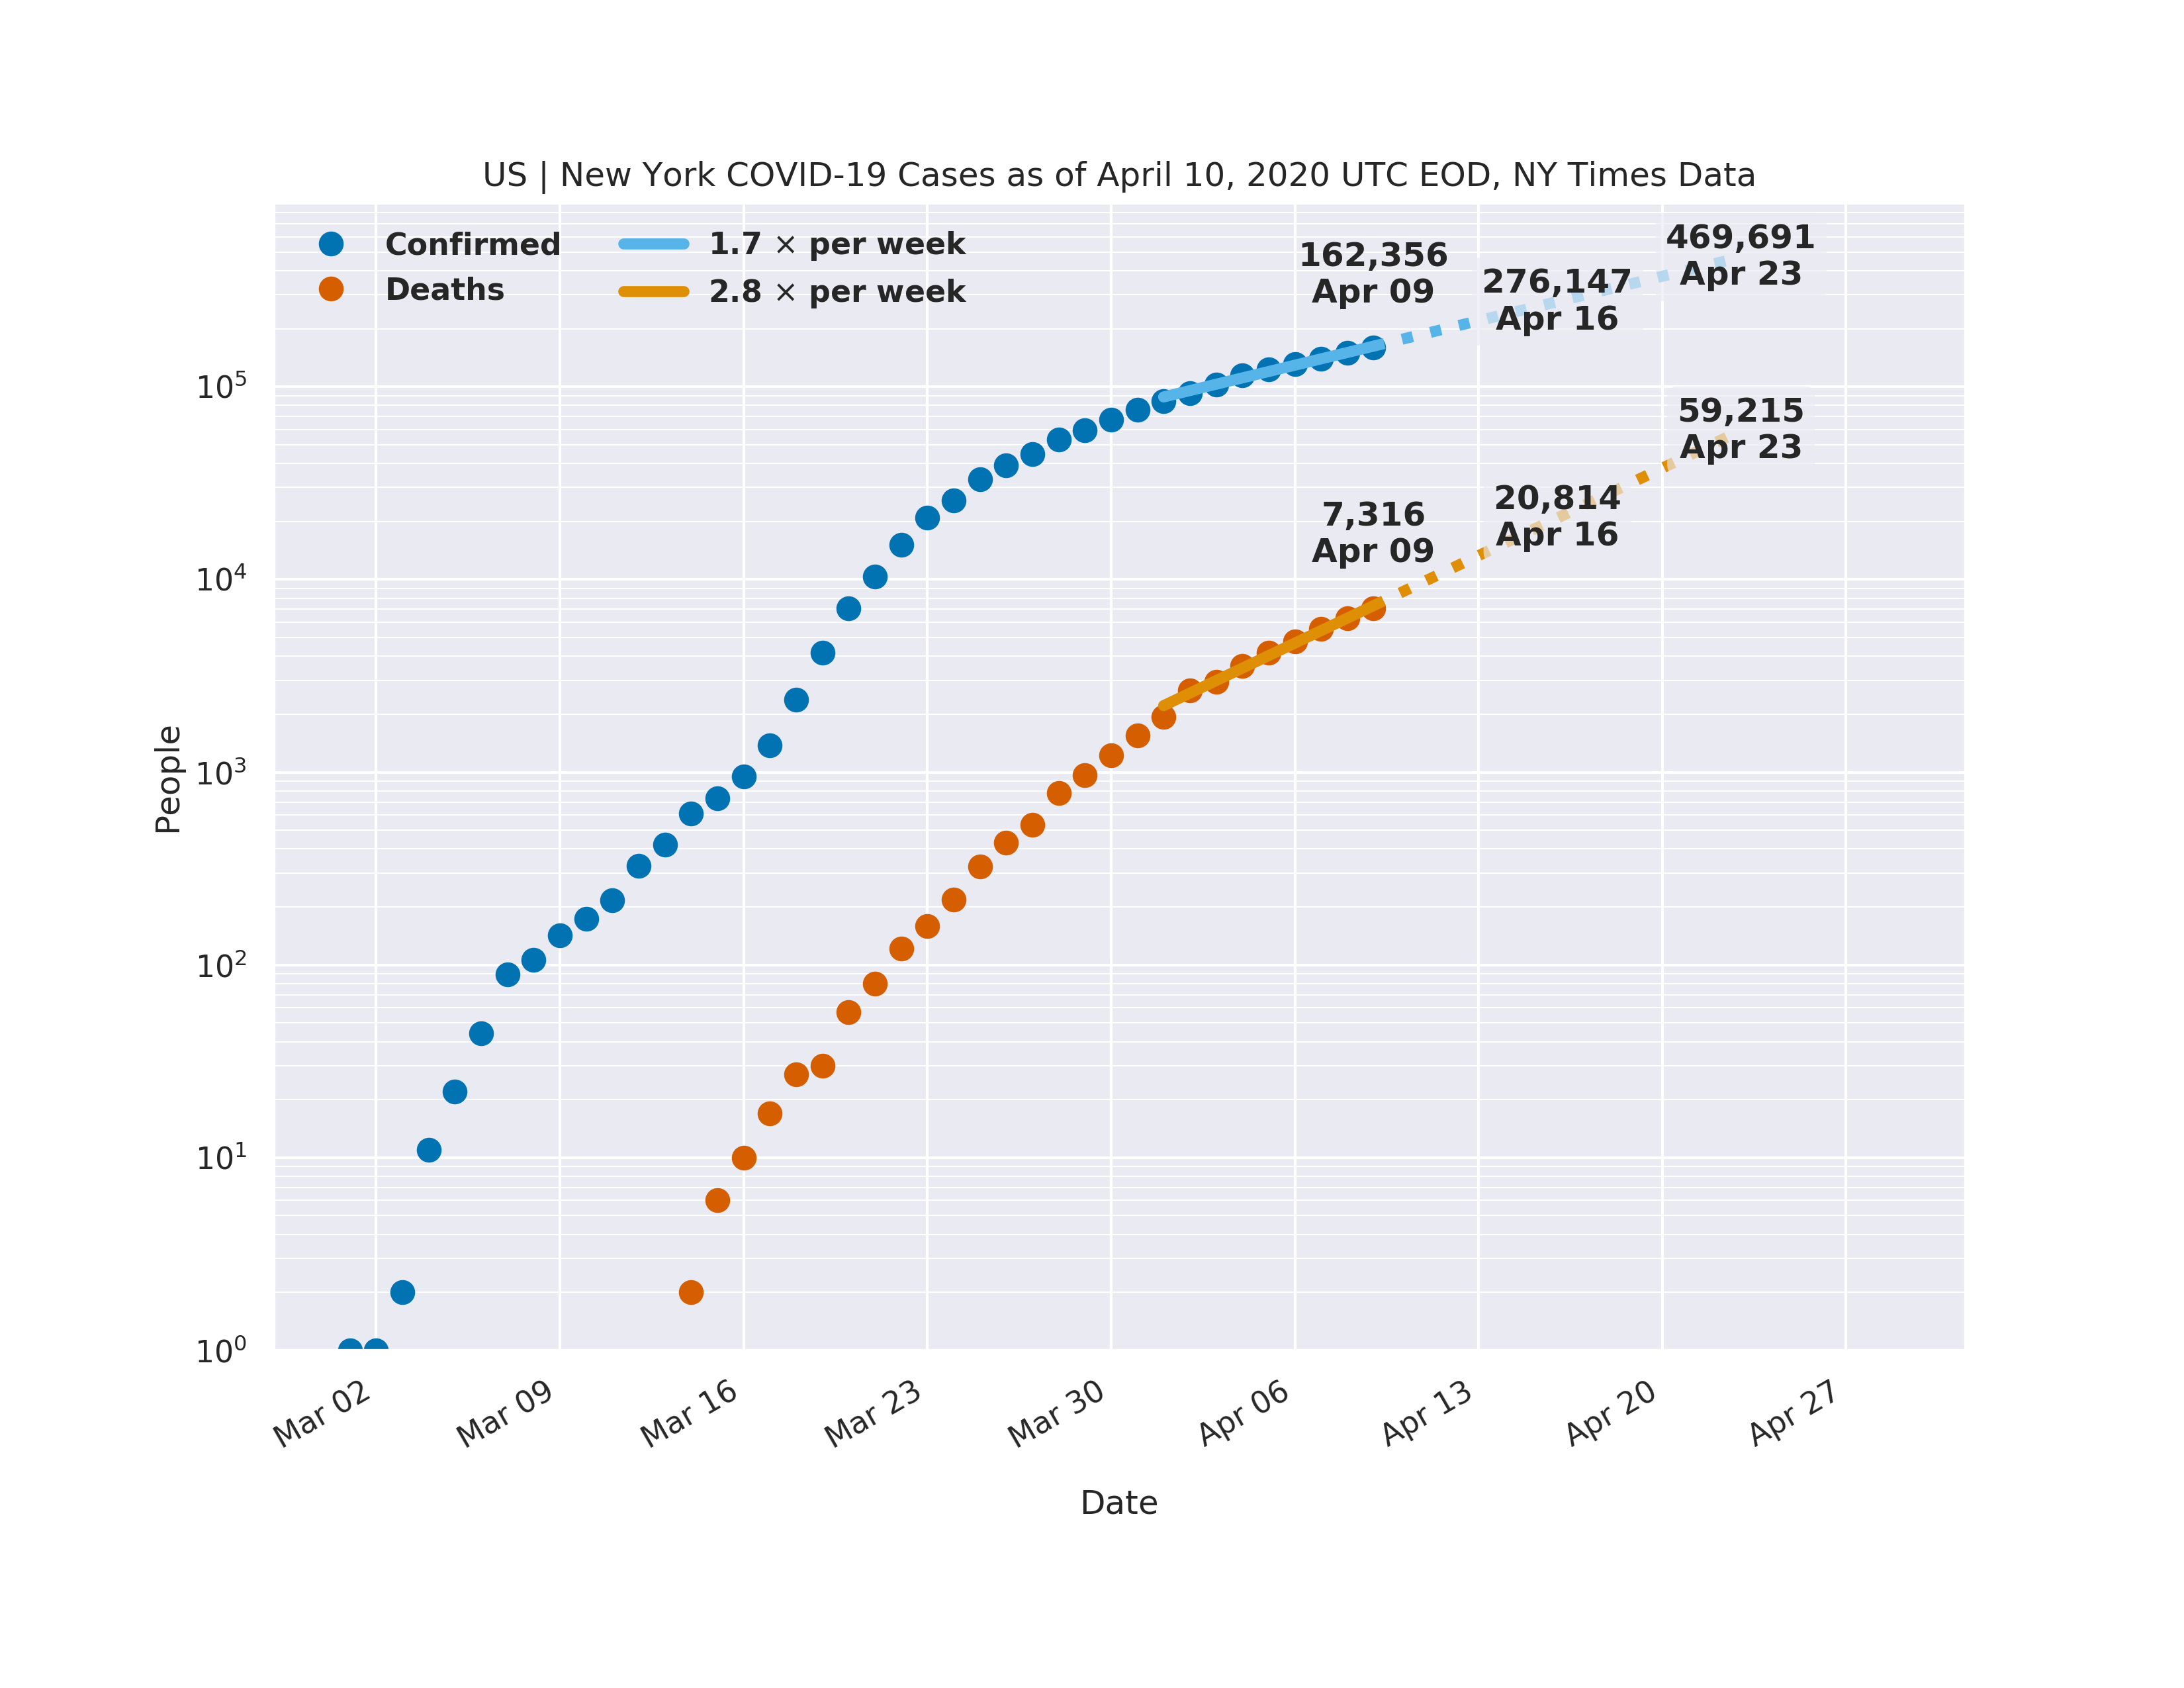 US | New York COVID-19 Cases as of April 10, 2020 UTC EOD, NY Times Data
Confirmed
Deaths
1.7 × per week
2.8 × per week
162,356
Apr 09
276,147
Apr 16
469,691
Apr 23
59,215
Apr 23
20,814
Apr 16
7,316
Apr 09
People
10⁵
10⁴
10³
10²
10¹
10⁰
Mar 02
Mar 09
Mar 16
Mar 23
Mar 30
Apr 06
Apr 13
Apr 20
Apr 27
Date